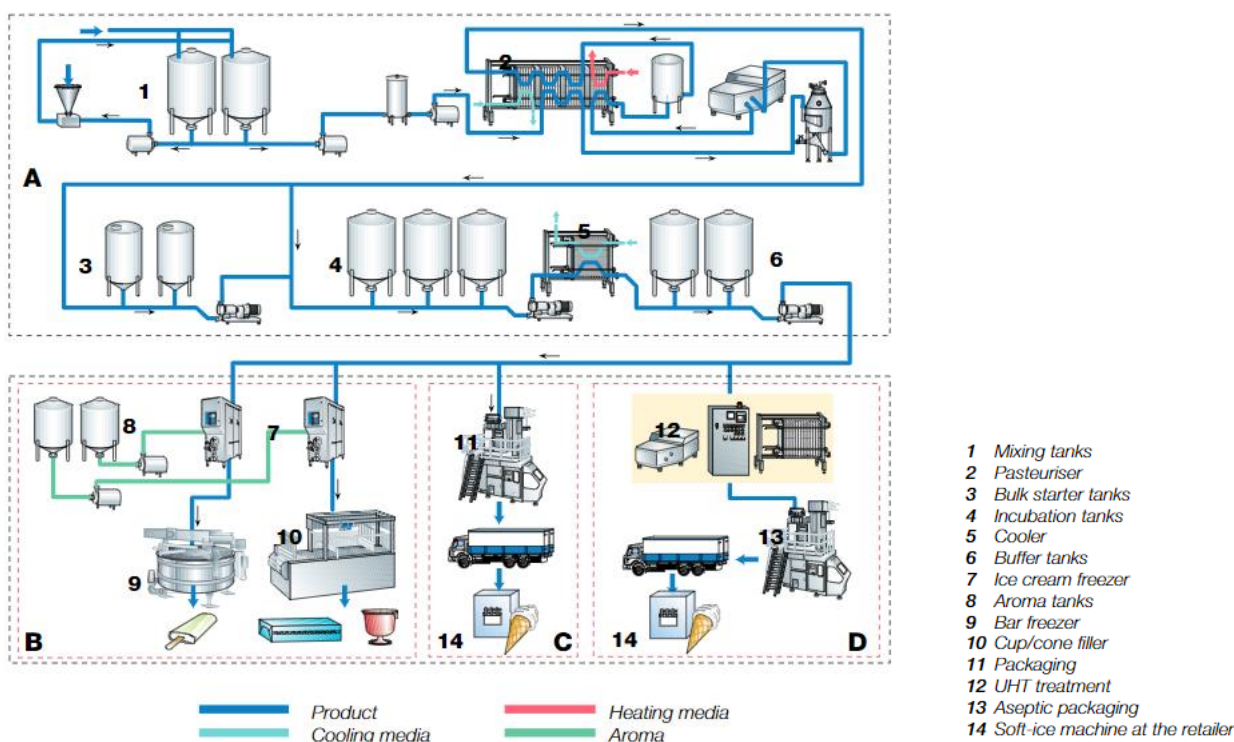 1
2
A
3
4
5
6
8
7
11
12
10
13
9
14
14
B
C
D
1 Mixing tanks
2 Pasteuriser
3 Bulk starter tanks
4 Incubation tanks
5 Cooler
6 Buffer tanks
7 Ice cream freezer
8 Aroma tanks
9 Bar freezer
10 Cup/cone filler
11 Packaging
12 UHT treatment
13 Aseptic packaging
14 Soft-ice machine at the retailer
Product
Heating media
Cooling media
Aroma